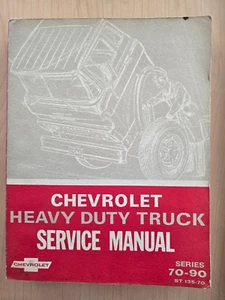 CHEVROLET
HEAVY DUTY TRUCK
SERVICE MANUAL
CHEVROLET
SERIES
70-90
ST 135-70